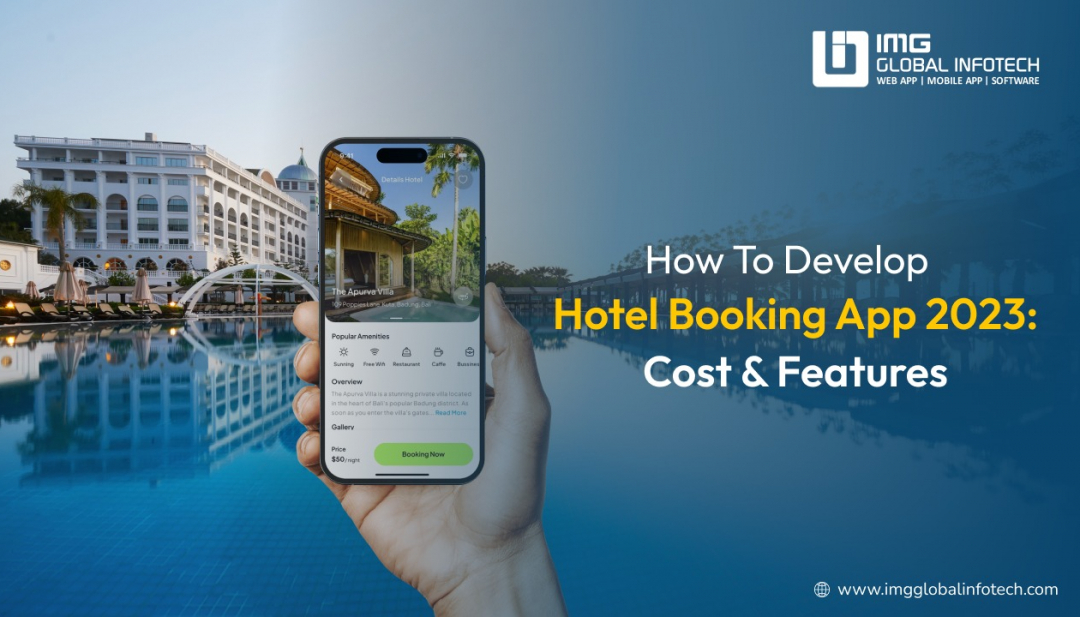 IMG
GLOBAL INFOTECH
WEB APP | MOBILE APP | SOFTWARE
9:41
Details Hotel
The Apurva Villa
Popular Amenities
Sunning Free Wifi Restaurant Caffe
Overview
The Apurva Villa is a stunning private villa located
in the heart of Bali's popular Badung district. As
soon as you enter the villa's gates... Read More
Gallery
Price
$50/night
Booking Now
How To Develop
Hotel Booking App 2023:
Cost & Features
www.imgglobalinfotech.com